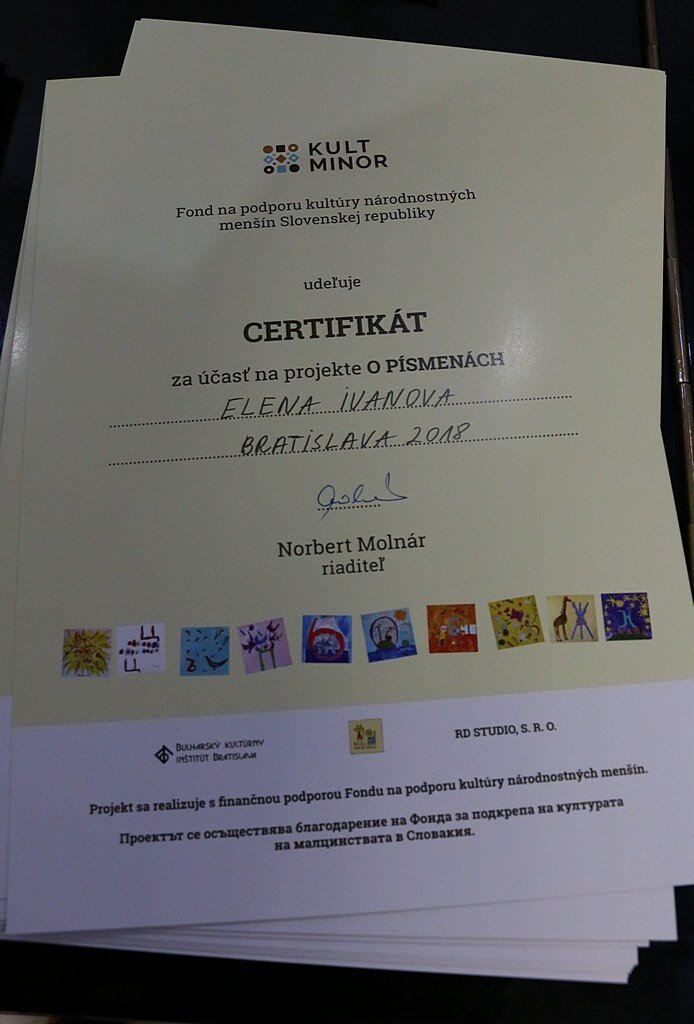 KULT
MINOR
Fond na podporu kultúry národnostných
menšín Slovenskej republiky
udeľuje
CERTIFIKÁT
za účasť na projekte O PÍSMENÁCH
ELENA IVANOVA
BRATISLAVA 2018
Norbert Molnár
riaditeľ
BULHARSKÝ KULTÚRNY
INŠTITÚT BRATISLAVA
RD STUDIO, S. R. O.
Projekt sa realizuje s finančnou podporou Fondu na podporu kultúry národnostných menšín.
Проектът се осъществява благодарение на Фонда за подкрепа на културата
на малцинствата в Словакия.